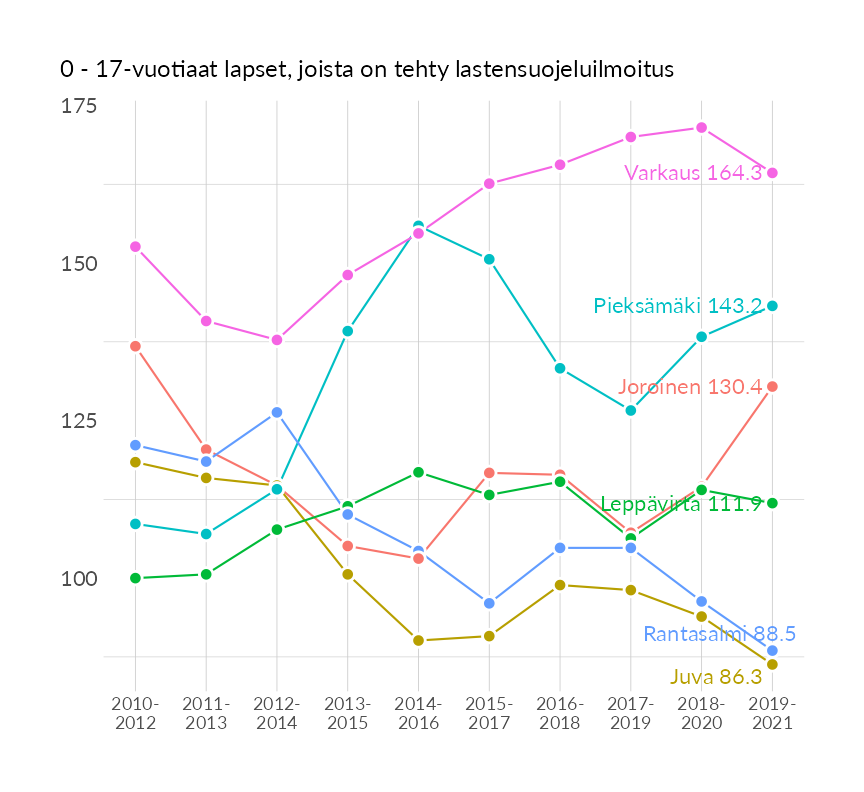 0 - 17-vuotiaat lapset, joista on tehty lastensuojeluilmoitus
175
150
125
100
Varkaus 164.3
Pieksämäki 143.2
Joroinen 130.4
Leppävirta 111.9
Rantasalmi 88.5
Juva 86.3
2010- 2011- 2012- 2013- 2014- 2015- 2016- 2017- 2018- 2019-
2012 2013 2014 2015 2016 2017 2018 2019 2020 2021